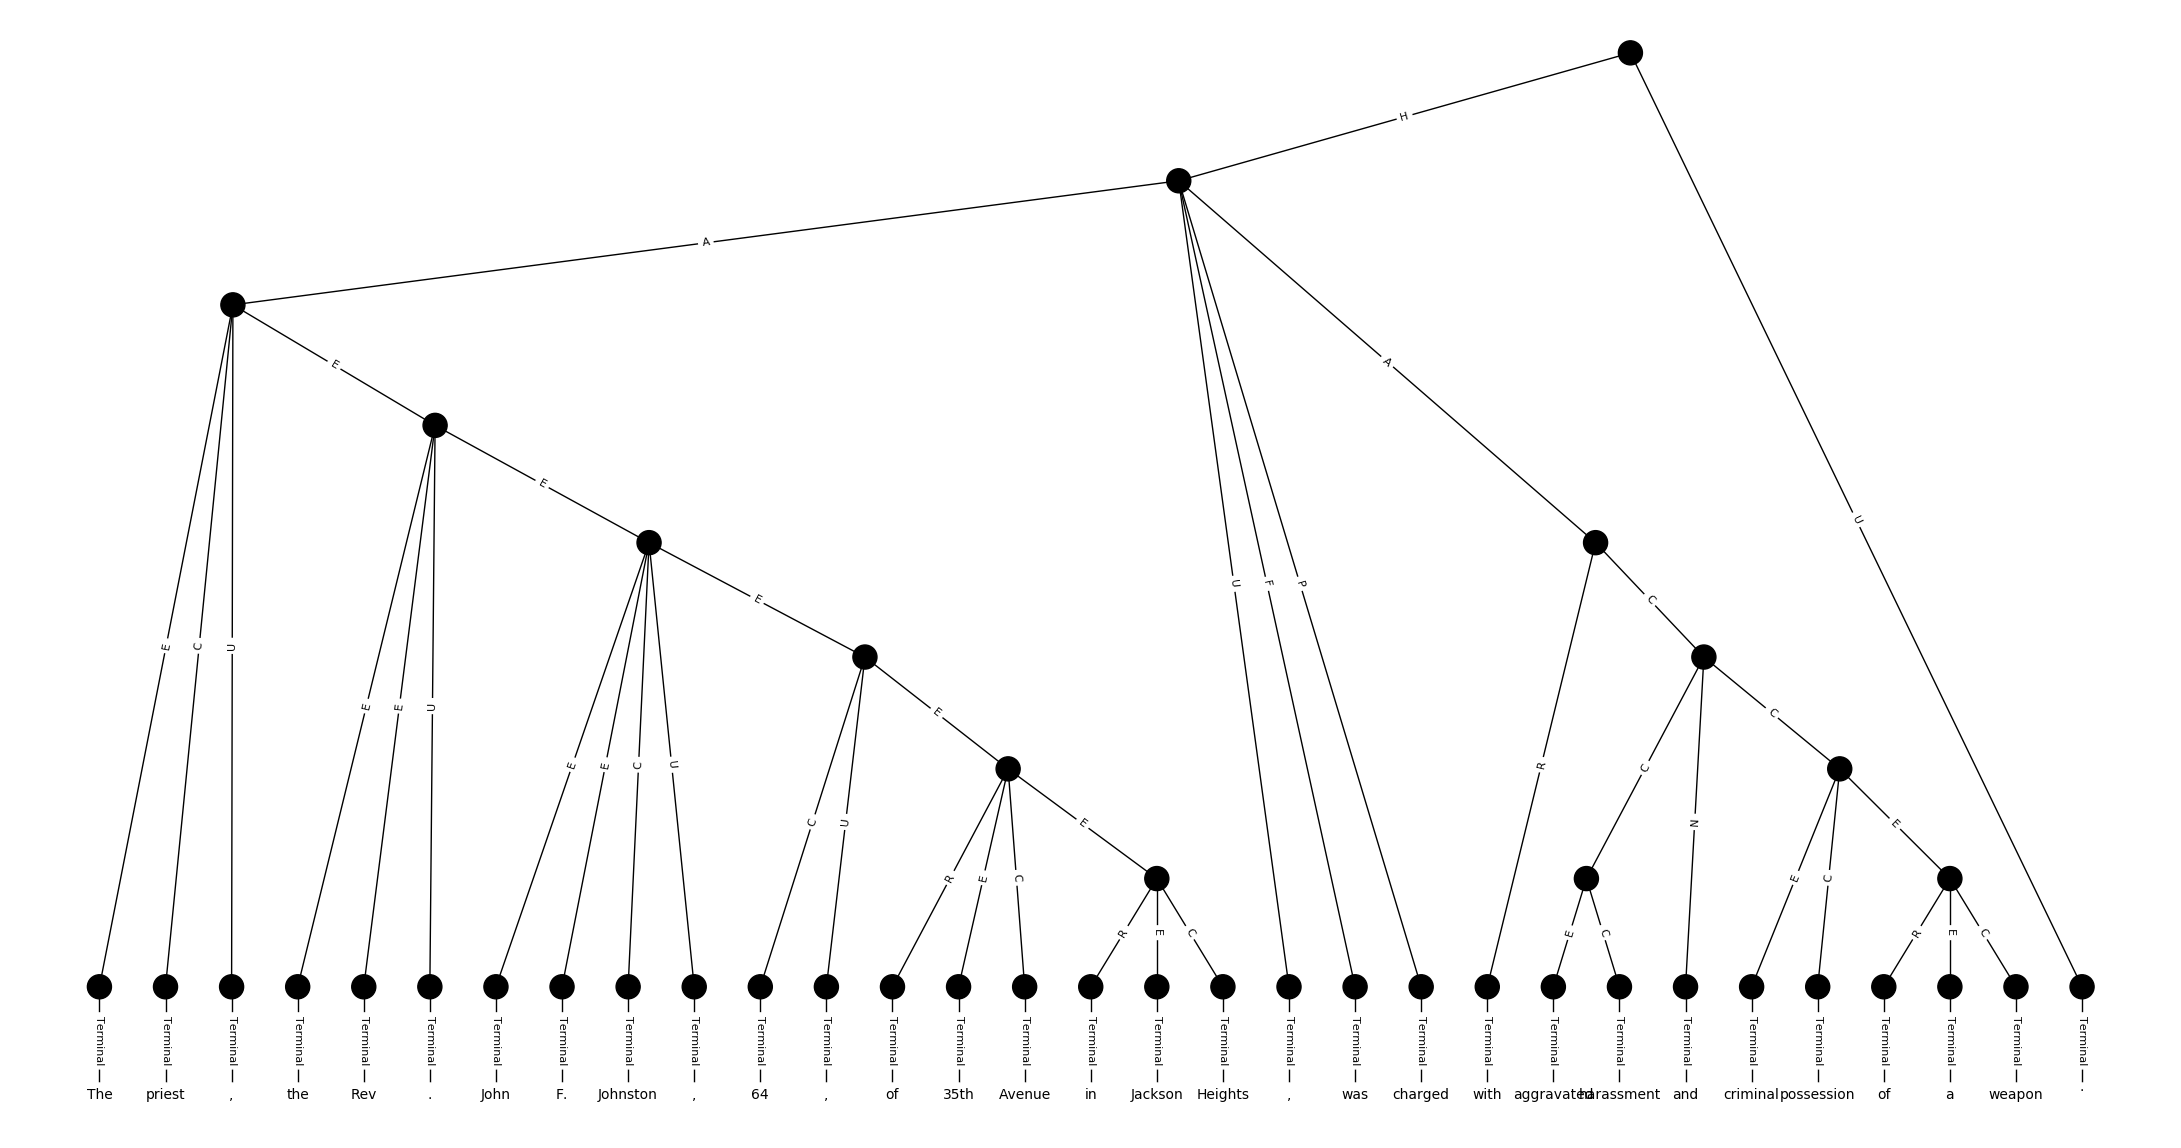 H
A
E
A
E
U
U
F
P
E
C
E
C
U
E
C
E
E
U
E
C
R
E
E
C
U
C
N
C
U
R
E
C
E
E
C
E
R
E
C
E
C
R
E
C
Terminal Terminal Terminal Terminal Terminal Terminal Terminal Terminal Terminal Terminal Terminal Terminal Terminal Terminal Terminal Terminal Terminal Terminal Terminal Terminal Terminal Terminal Terminal Terminal Terminal Terminal Terminal Terminal Terminal Terminal Terminal
The priest , the Rev . John F. Johnston , 64 , of 35th Avenue in Jackson Heights , was charged with aggravated harassment and criminal possession of a weapon .